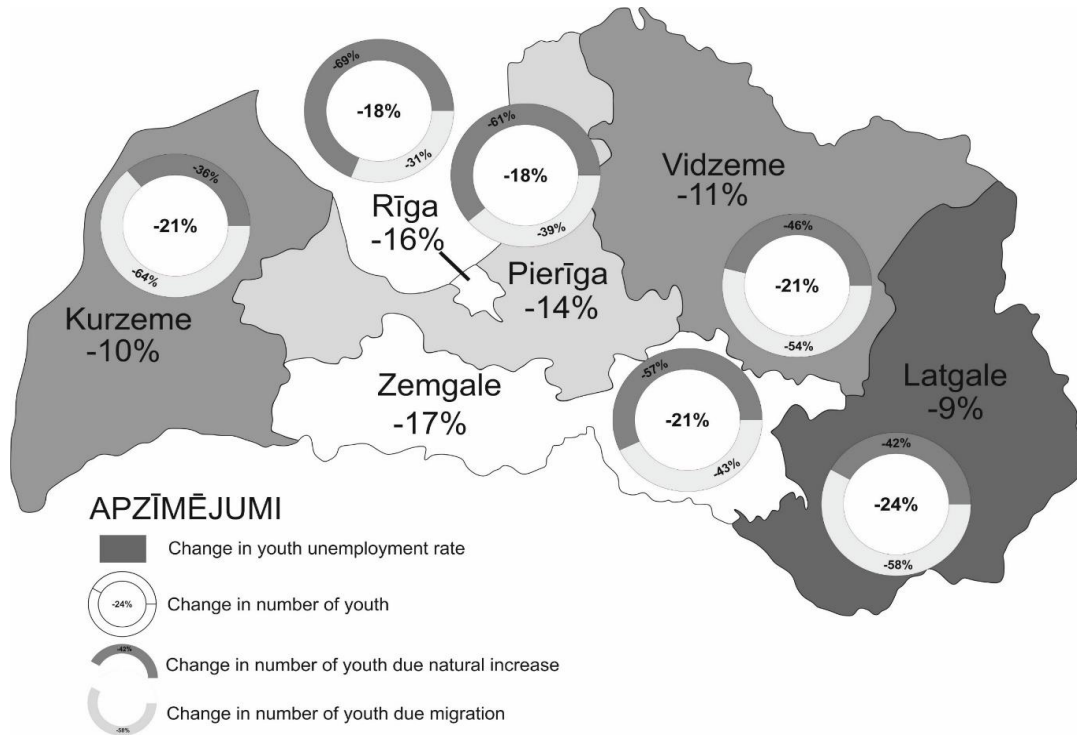 -69%
-18%
-31%
-61%
-18%
-39%
-36%
-21%
-64%
Kurzeme
-10%
Rīga
-16%
Pierīga
-14%
Vidzeme
-11%
-46%
-21%
-54%
Zemgale
-17%
-57%
-21%
-43%
Latgale
-9%
-42%
-24%
-58%
APZĪMĒJUMI
Change in youth unemployment rate
-24%
Change in number of youth
-42%
Change in number of youth due natural increase
Change in number of youth due migration
-58%